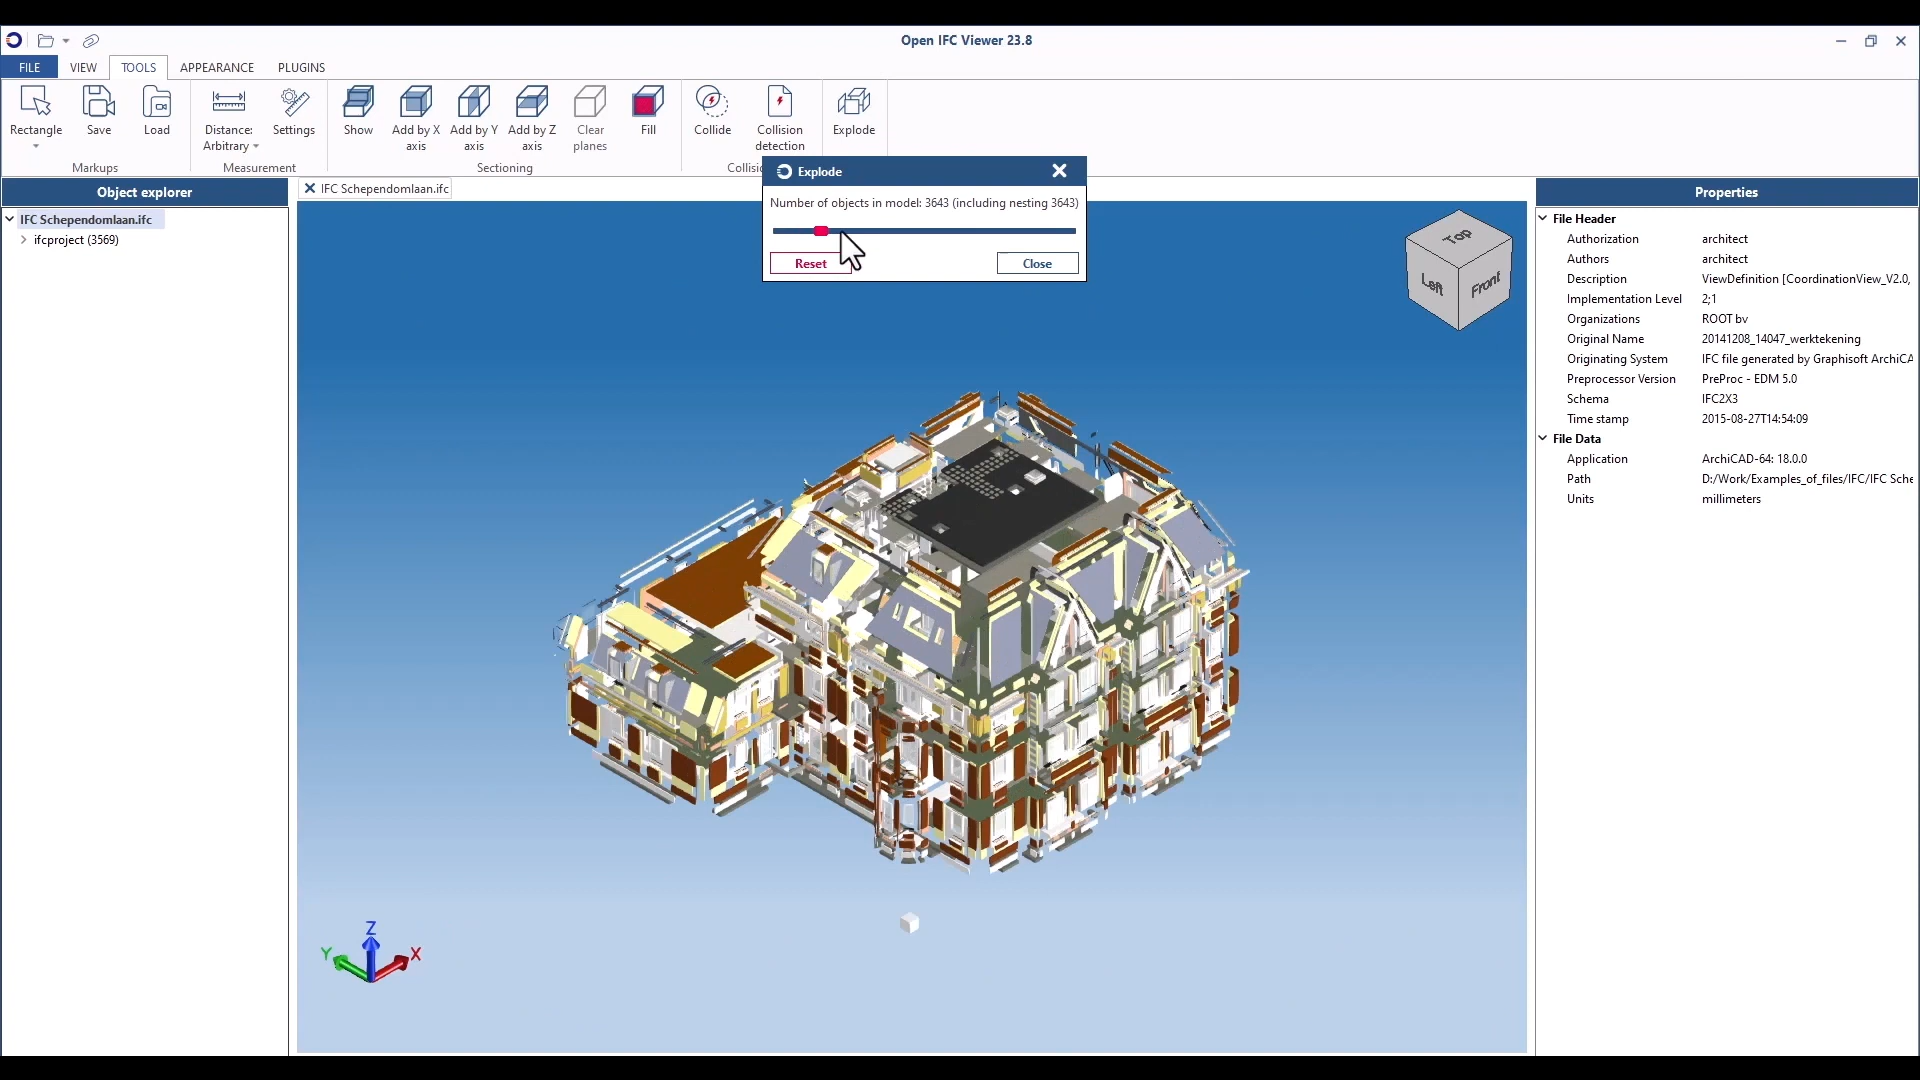 Open IFC Viewer 23.8
FILE VIEW TOOLS APPEARANCE PLUGINS
Rectangle Save Load Distance: Arbitrary Settings Show Add by X axis Add by Y axis Add by Z axis Clear planes Fill Collide Collision detection Explode
Markups Measurement Sectioning Collisi
Object explorer
IFC Schependomlaan.ifc
ifcproject (3569)
IFC Schependomlaan.ifc
Explode
Number of objects in model: 3643 (including nesting 3643)
Reset Close
Top
Left Front
Z
Y X
Properties
File Header
Authorization architect
Authors architect
Description ViewDefinition [CoordinationView_V2.0,
Implementation Level 2;1
Organizations ROOT bv
Original Name 20141208_14047_werktekening
Originating System IFC file generated by Graphisoft ArchiCA
Preprocessor Version PreProc - EDM 5.0
Schema IFC2X3
Time stamp 2015-08-27T14:54:09
File Data
Application ArchiCAD-64: 18.0.0
Path D:/Work/Examples_of_files/IFC/IFC Sche
Units millimeters